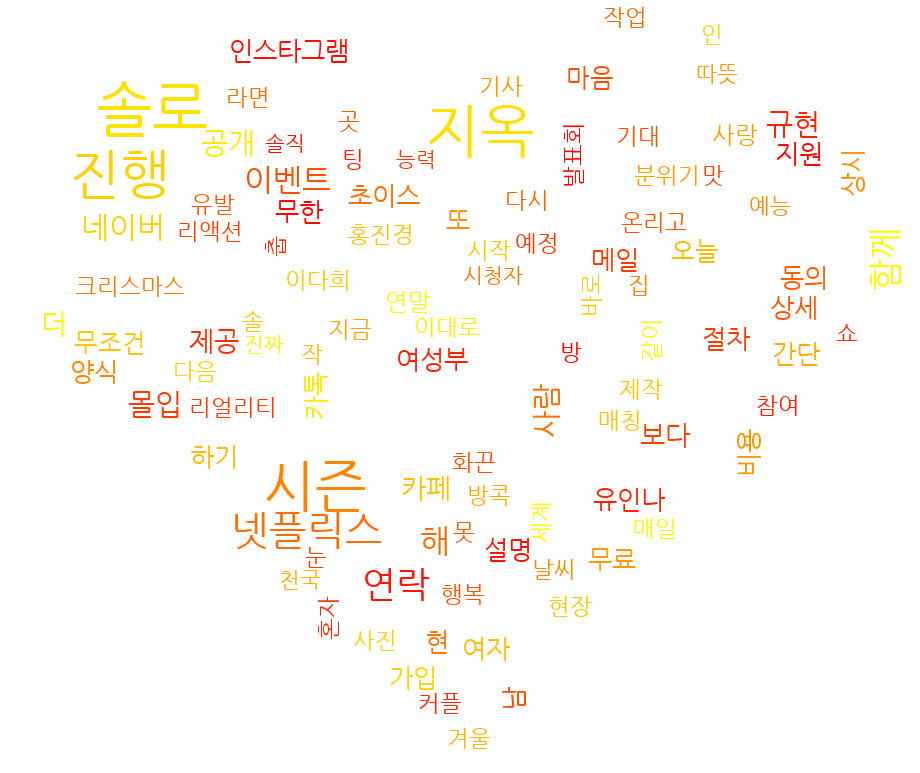 작업
인
인스타그램
따뜻
마음
솔로
라면
기사
지옥
곳
규현
공개
솔직
발표회
기대
사랑
지원
진행
이벤트
팅
능력
초이스
분위기
맛
상시
유발
무한
또
다시
예능
네이버
리액션
춥
홍진경
시작
예정
온리고
오늘
함께
크리스마스
이다희
시청자
메일
집
동의
연말
바로
상세
더
무조건
제공
솔
진짜
지금
이대로
같이
절차
쇼
양식
다음
작
여성부
방
간단
몰입
리얼리티
카톡
사람
제작
매칭
참여
하기
보다
비용
시즌
카페
화끈
방콕
유인나
넷플릭스
해
못
세계
매일
눈
설명
천국
연락
행복
날씨
무료
혼자
현장
사진
현
여자
가입
커플
남
겨울